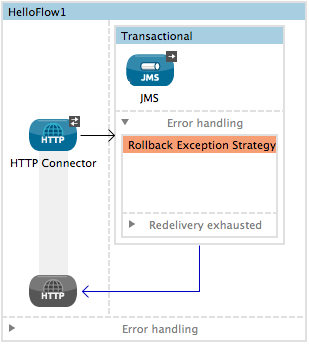 HelloFlow1
Transactional
JMS
JMS
Error handling
HTTP
HTTP Connector
Rollback Exception Strategy
Redelivery exhausted
HTTP
Error handling